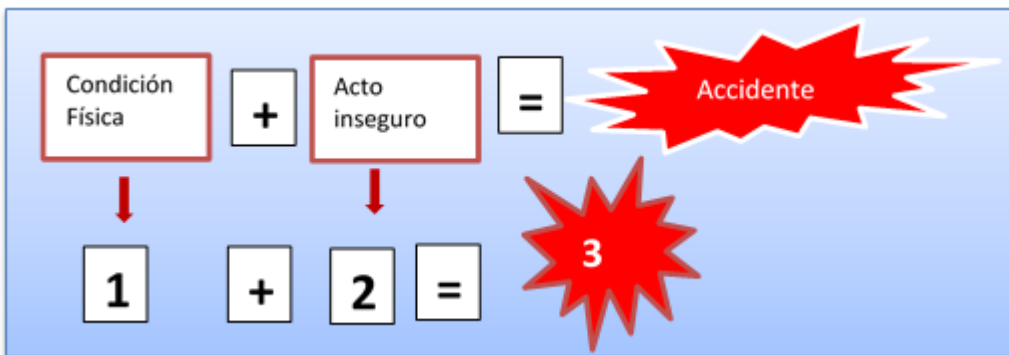 Condición
Física
+
Acto
inseguro
=
Accidente
1 + 2 = 3